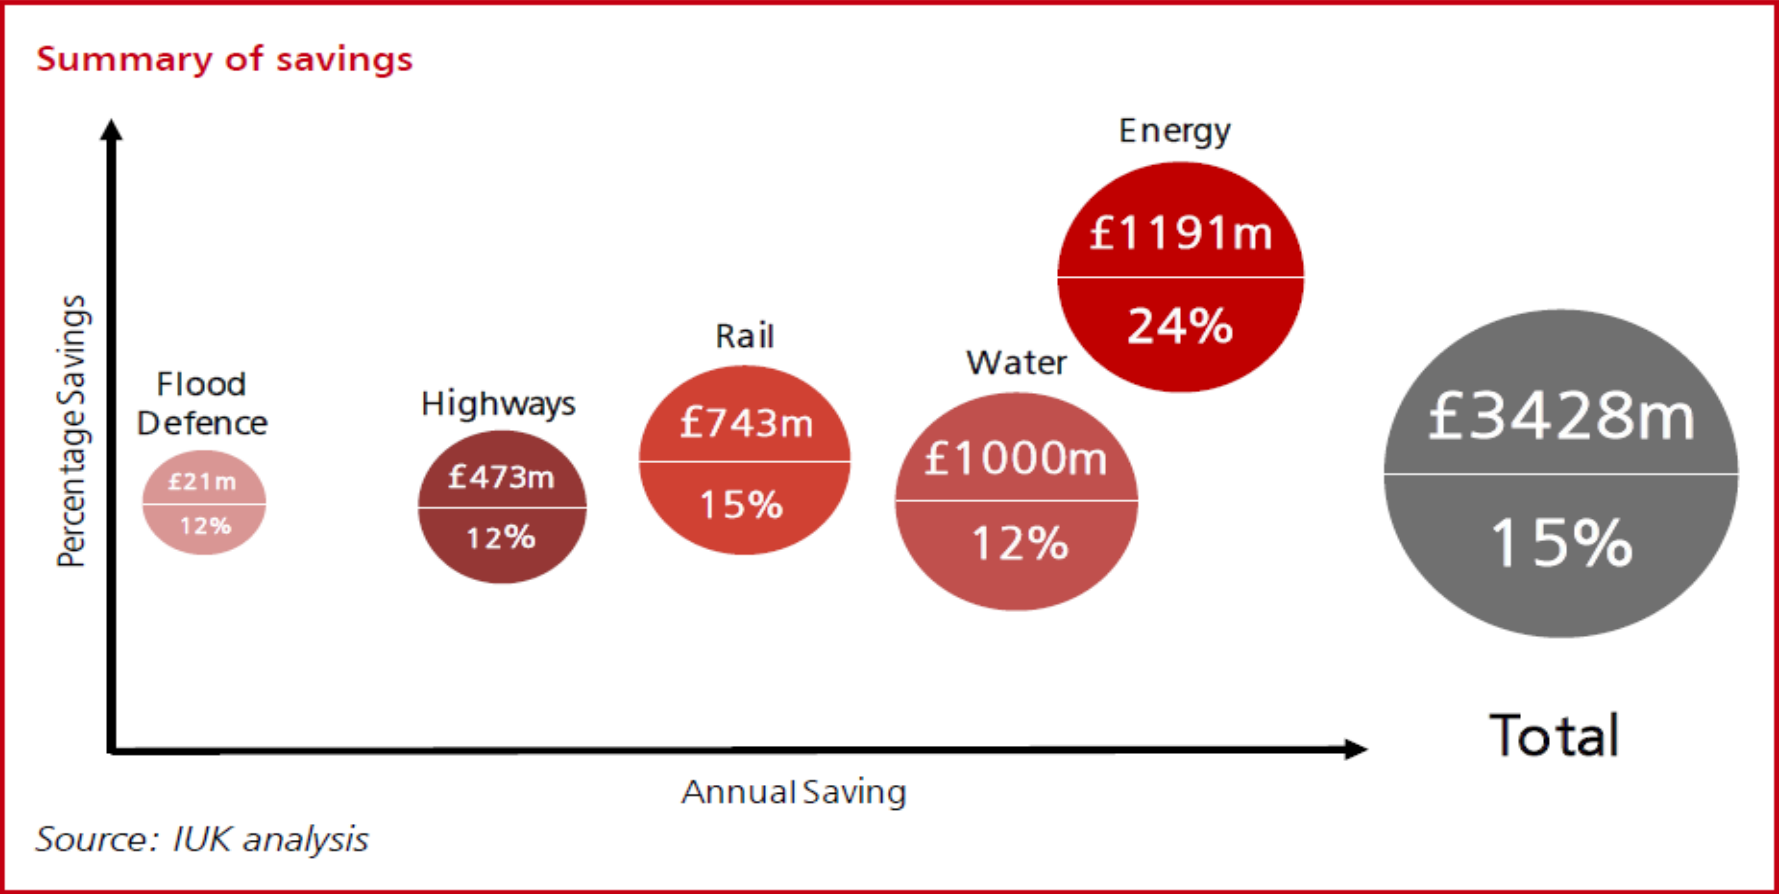 Summary of savings
Percentage Savings
Flood
Defence
£21m
12%
Highways
£473m
12%
Rail
£743m
15%
Water
£1000m
12%
Energy
£1191m
24%
£3428m
15%
Total
Annual Saving
Source: IUK analysis